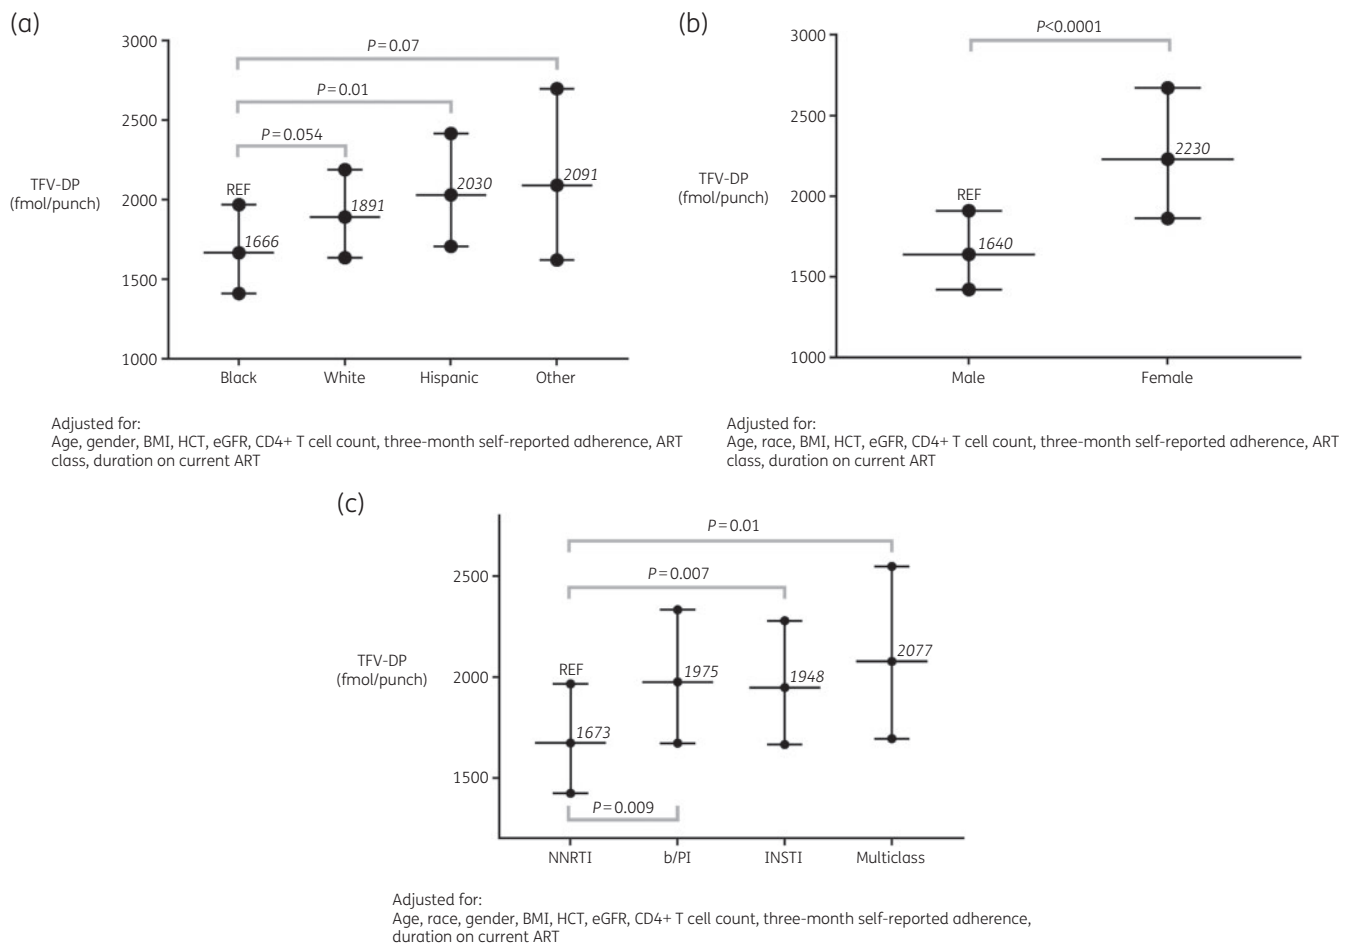 (a)
3000
2500
2000
1500
1000
TFV-DP
(fmol/punch)
P=0.07
P=0.01
P=0.054
REF
1666
1891
2030
2091
Black White Hispanic Other
Adjusted for:
Age, gender, BMI, HCT, eGFR, CD4+ T cell count, three-month self-reported adherence, ART
class, duration on current ART
(b)
3000
2500
2000
1500
1000
TFV-DP
(fmol/punch)
P<0.0001
REF
1640
2230
Male Female
Adjusted for:
Age, race, BMI, HCT, eGFR, CD4+ T cell count, three-month self-reported adherence, ART
class, duration on current ART
(c)
2500
2000
1500
TFV-DP
(fmol/punch)
P=0.01
P=0.007
REF
1673
1975
1948
2077
P=0.009
NNRTI b/PI INSTI Multiclass
Adjusted for:
Age, race, gender, BMI, HCT, eGFR, CD4+ T cell count, three-month self-reported adherence,
duration on current ART